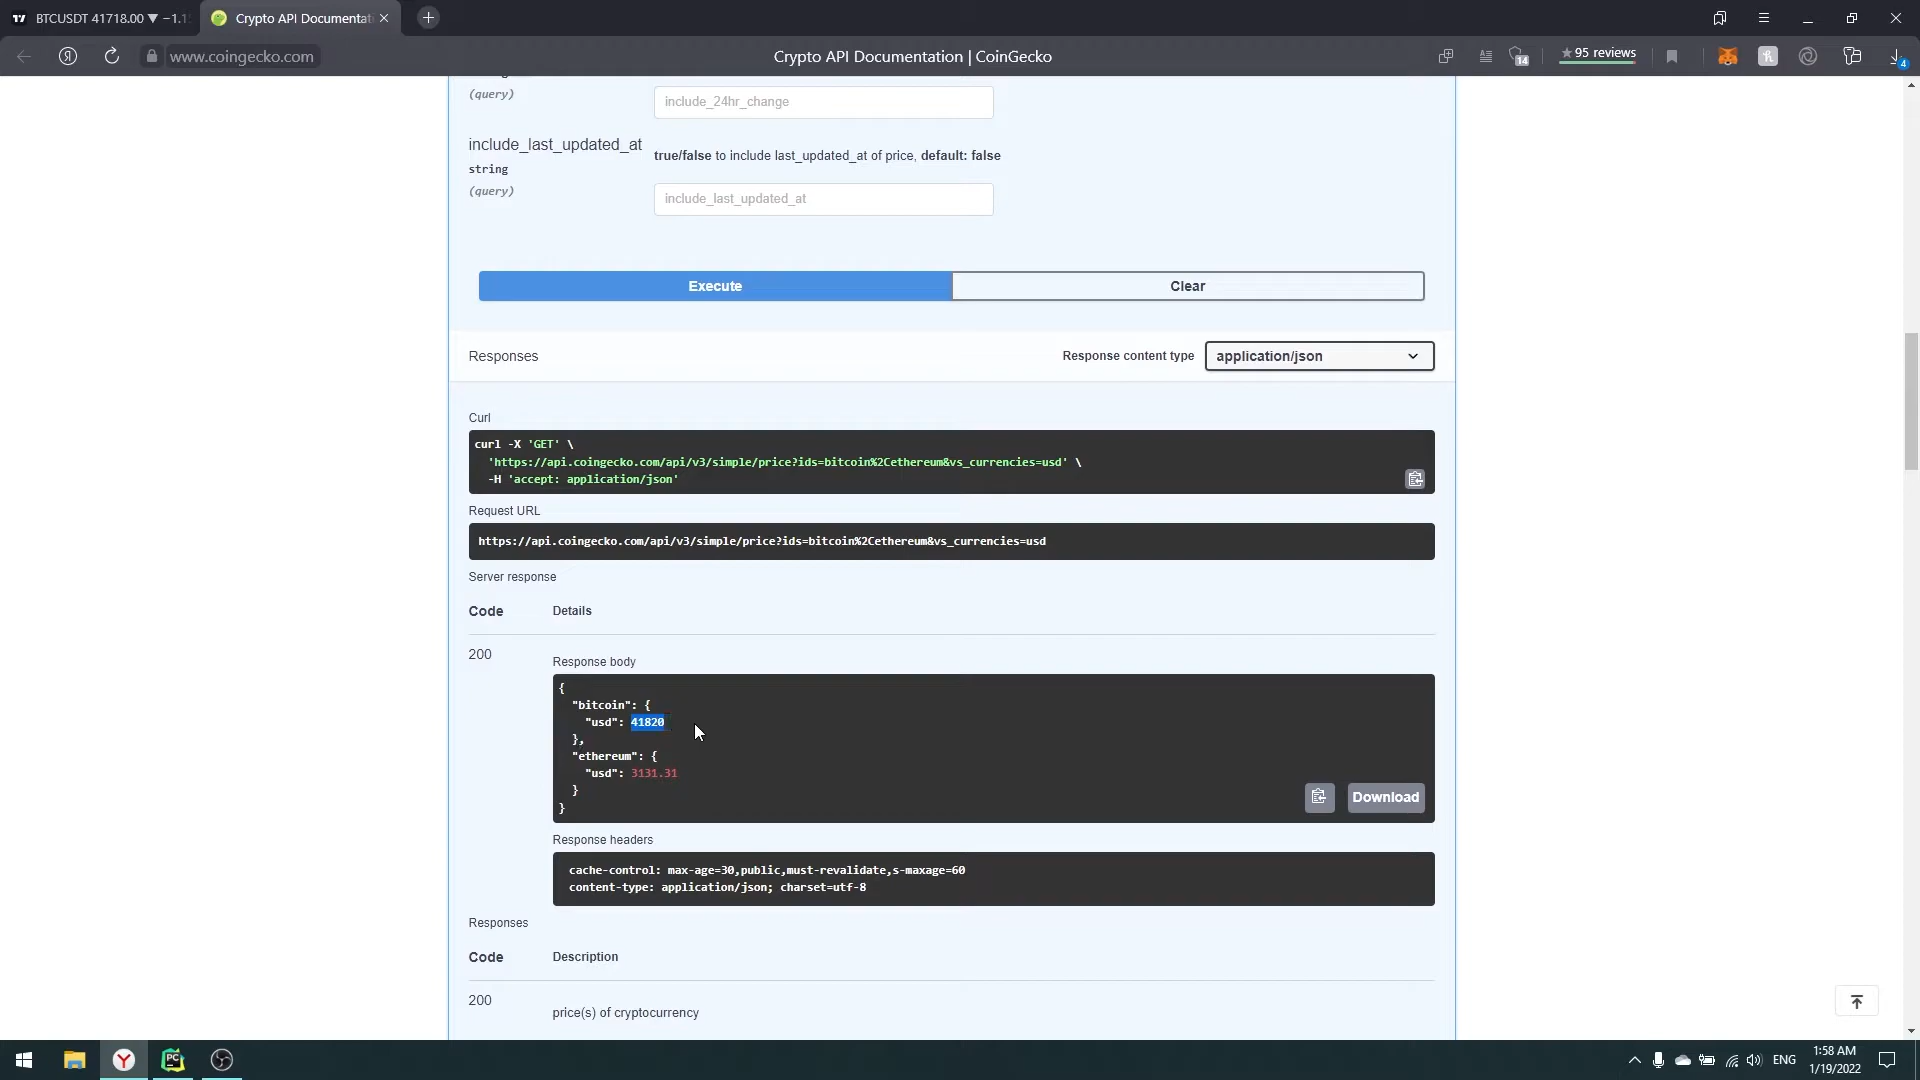 BTCUSDT 41718.00 ▼ −1.1
Crypto API Documentat
www.coingecko.com
Crypto API Documentation | CoinGecko
14
★95 reviews
4
(query)
include_24hr_change
include_last_updated_at
string
(query)
true/false to include last_updated_at of price, default: false
include_last_updated_at
Execute
Clear
Responses
Response content type
application/json
Curl
curl -X 'GET' \
'https://api.coingecko.com/api/v3/simple/price?ids=bitcoin%2Cethereum&vs_currencies=usd' \
-H 'accept: application/json'
Request URL
https://api.coingecko.com/api/v3/simple/price?ids=bitcoin%2Cethereum&vs_currencies=usd
Server response
Code
Details
200
Response body
{
"bitcoin": {
"usd": 41820
},
"ethereum": {
"usd": 3131.31
}
}
Download
Response headers
cache-control: max-age=30,public,must-revalidate,s-maxage=60
content-type: application/json; charset=utf-8
Responses
Code
Description
200
price(s) of cryptocurrency
PC
ENG
1:58 AM
1/19/2022